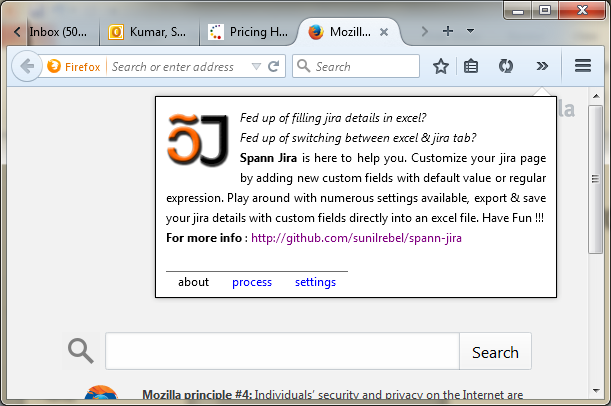 Inbox (50... Kumar, S... Pricing H... Mozill...
Firefox Search or enter address Search
la
Fed up of filling jira details in excel?
Fed up of switching between excel & jira tab?
Spann Jira is here to help you. Customize your jira page
by adding new custom fields with default value or regular
expression. Play around with numerous settings available, export & save
your jira details with custom fields directly into an excel file. Have Fun !!!
For more info : http://github.com/sunilrebel/spann-jira
about process settings
Search
Mozilla principle #4: Individuals' security and privacy on the Internet are